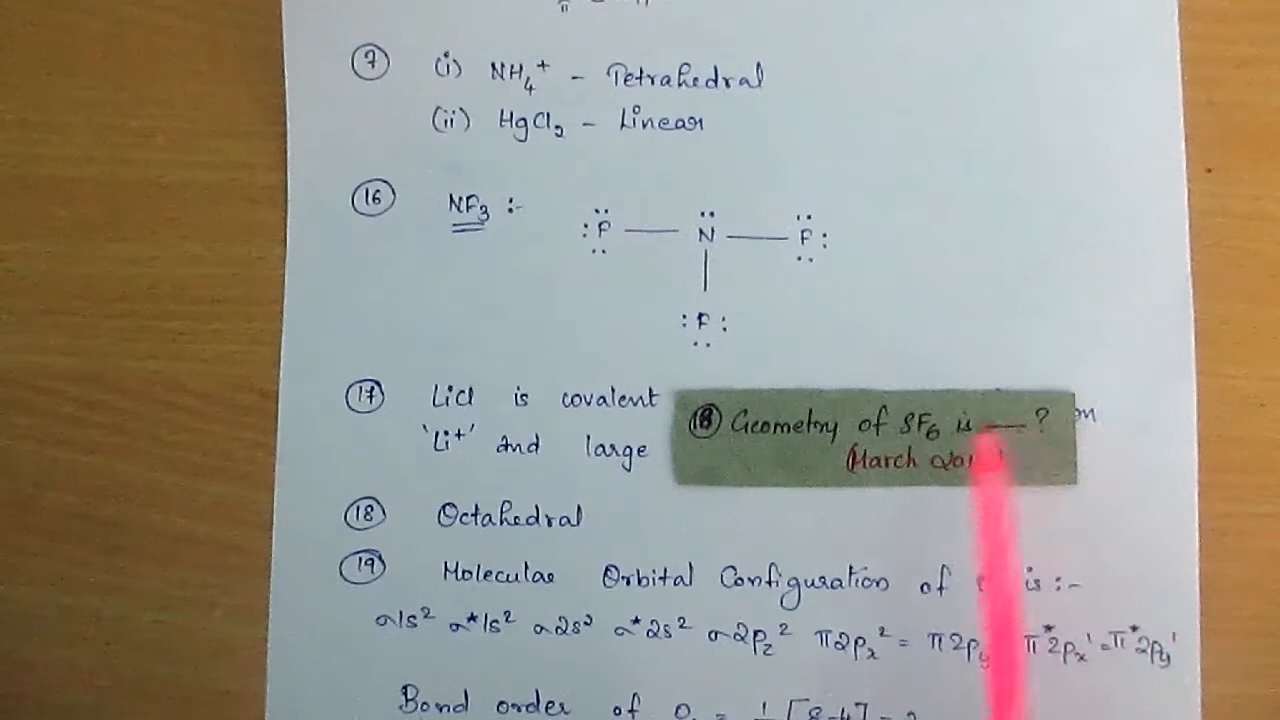 7 (i) NH4+ - Tetrahedral
(ii) HgCl2 - Linear
16 NF3 :-
F — N — F
F
17 LiCl is covalent
'Li+' and large
18 Geometry of SF6 is — ?
(March
18 Octahedral
19 Molecular Orbital Configuration of is :-
σ1s² σ*1s² σ2s² σ*2s² σ2pz² π2px² = π2py π*2px¹ = π*2py¹
Bond order of